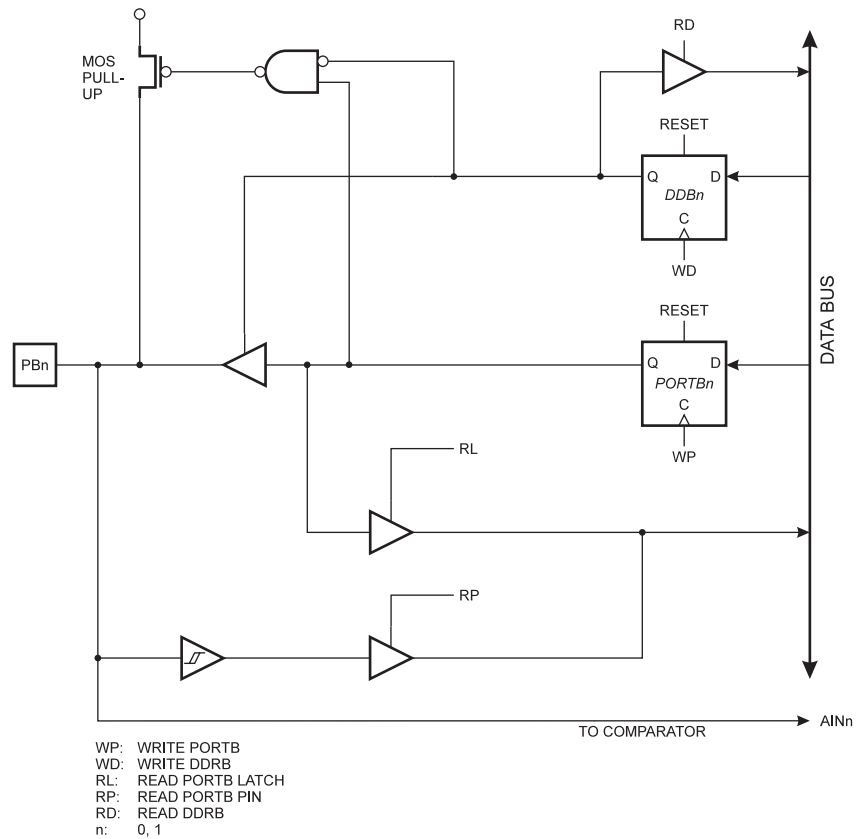 RD
MOS
PULL-
UP
RESET
Q
D
DDBn
C
WD
DATA BUS
RESET
PBn
Q
D
PORTBn
C
WP
RL
RP
TO COMPARATOR
AINn
WP: WRITE PORTB
WD: WRITE DDRB
RL: READ PORTB LATCH
RP: READ PORTB PIN
RD: READ DDRB
n: 0, 1